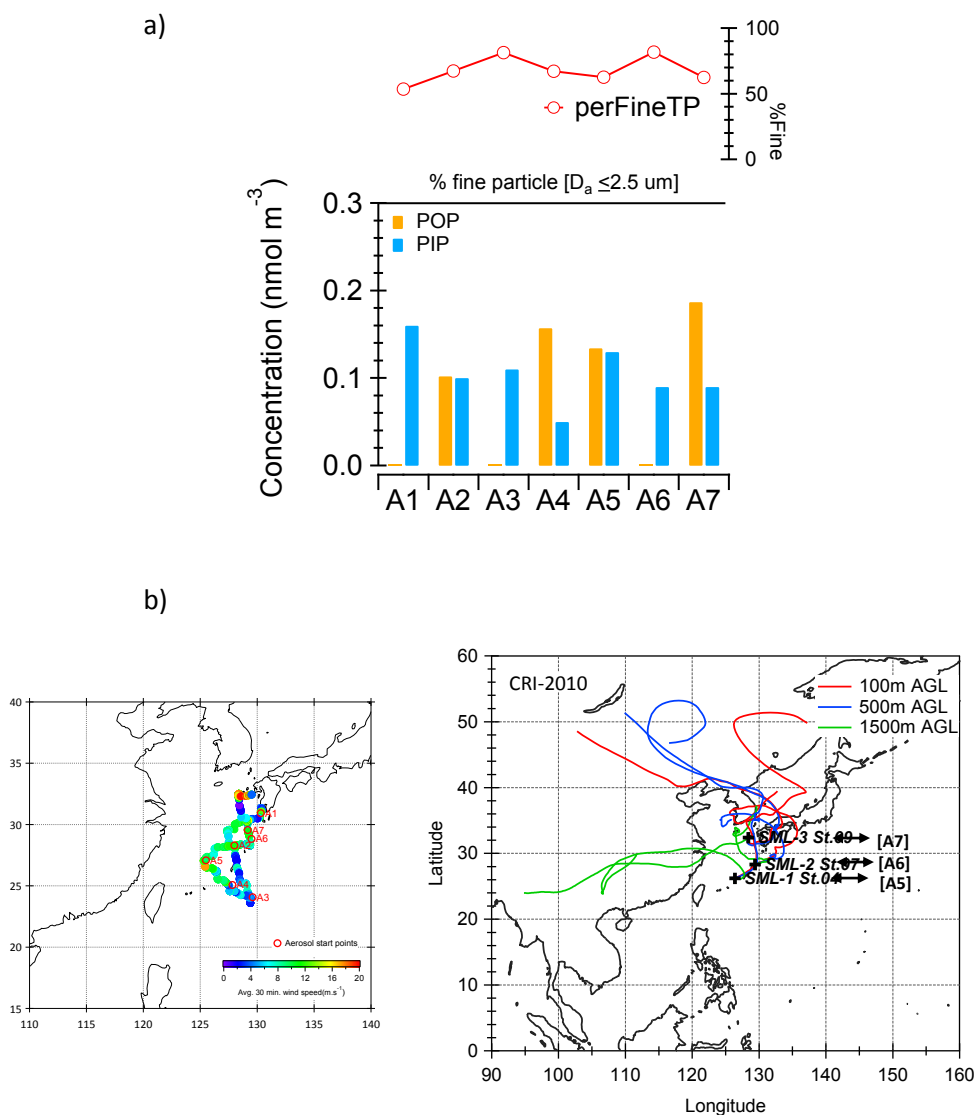 a)
100
50
0
%Fine
perFineTP
% fine particle [Da ≤2.5 um]
Concentration (nmol m-3)
0.3
0.2
0.1
0.0
POP
PIP
A1 A2 A3 A4 A5 A6 A7
b)
40
35
30
25
20
15
110 115 120 125 130 135 140
A1
A7
A6
A2
A5
A4
A3
Aerosol start points
0 4 8 12 16 20
Avg. 30 min. wind speed(m.s-1)
Latitude
60
50
40
30
20
10
0
CRI-2010
100m AGL
500m AGL
1500m AGL
SML-3 St.09 [A7]
SML-2 St.07 [A6]
SML-1 St.04 [A5]
90 100 110 120 130 140 150 160
Longitude